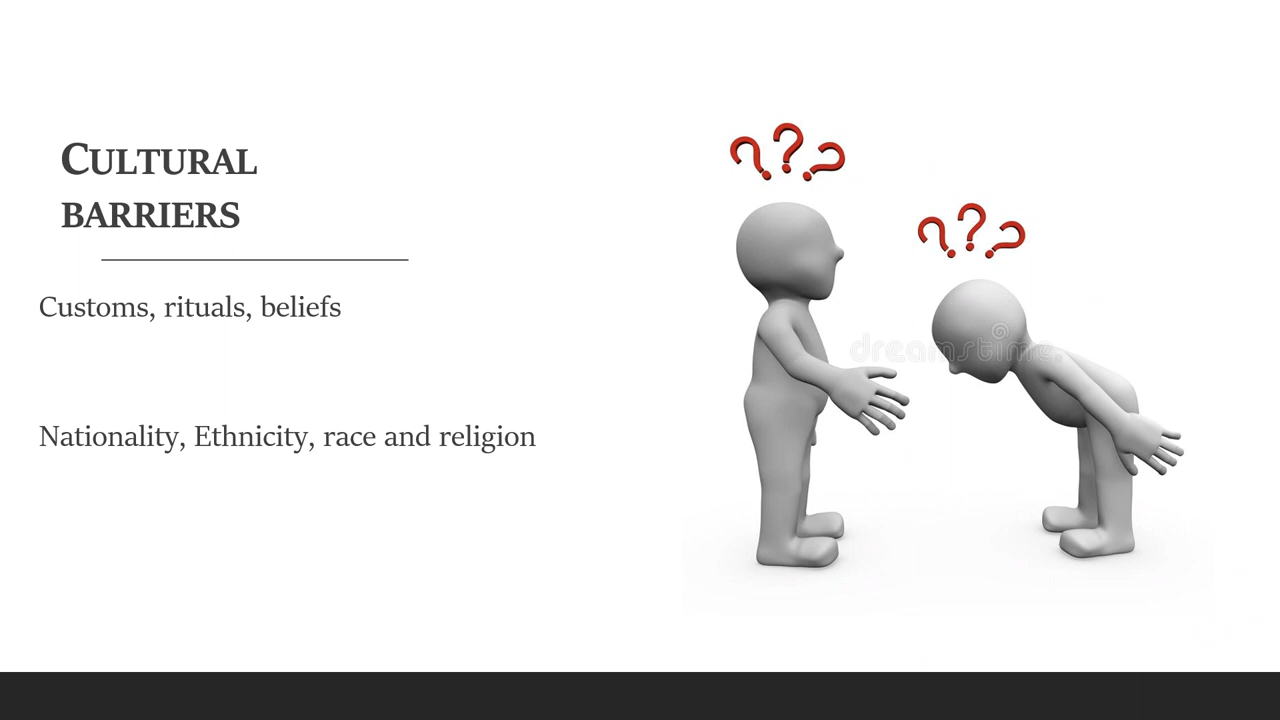 CULTURAL
BARRIERS
Customs, rituals, beliefs
Nationality, Ethnicity, race and religion
? ? ?
? ? ?
dreamstime.